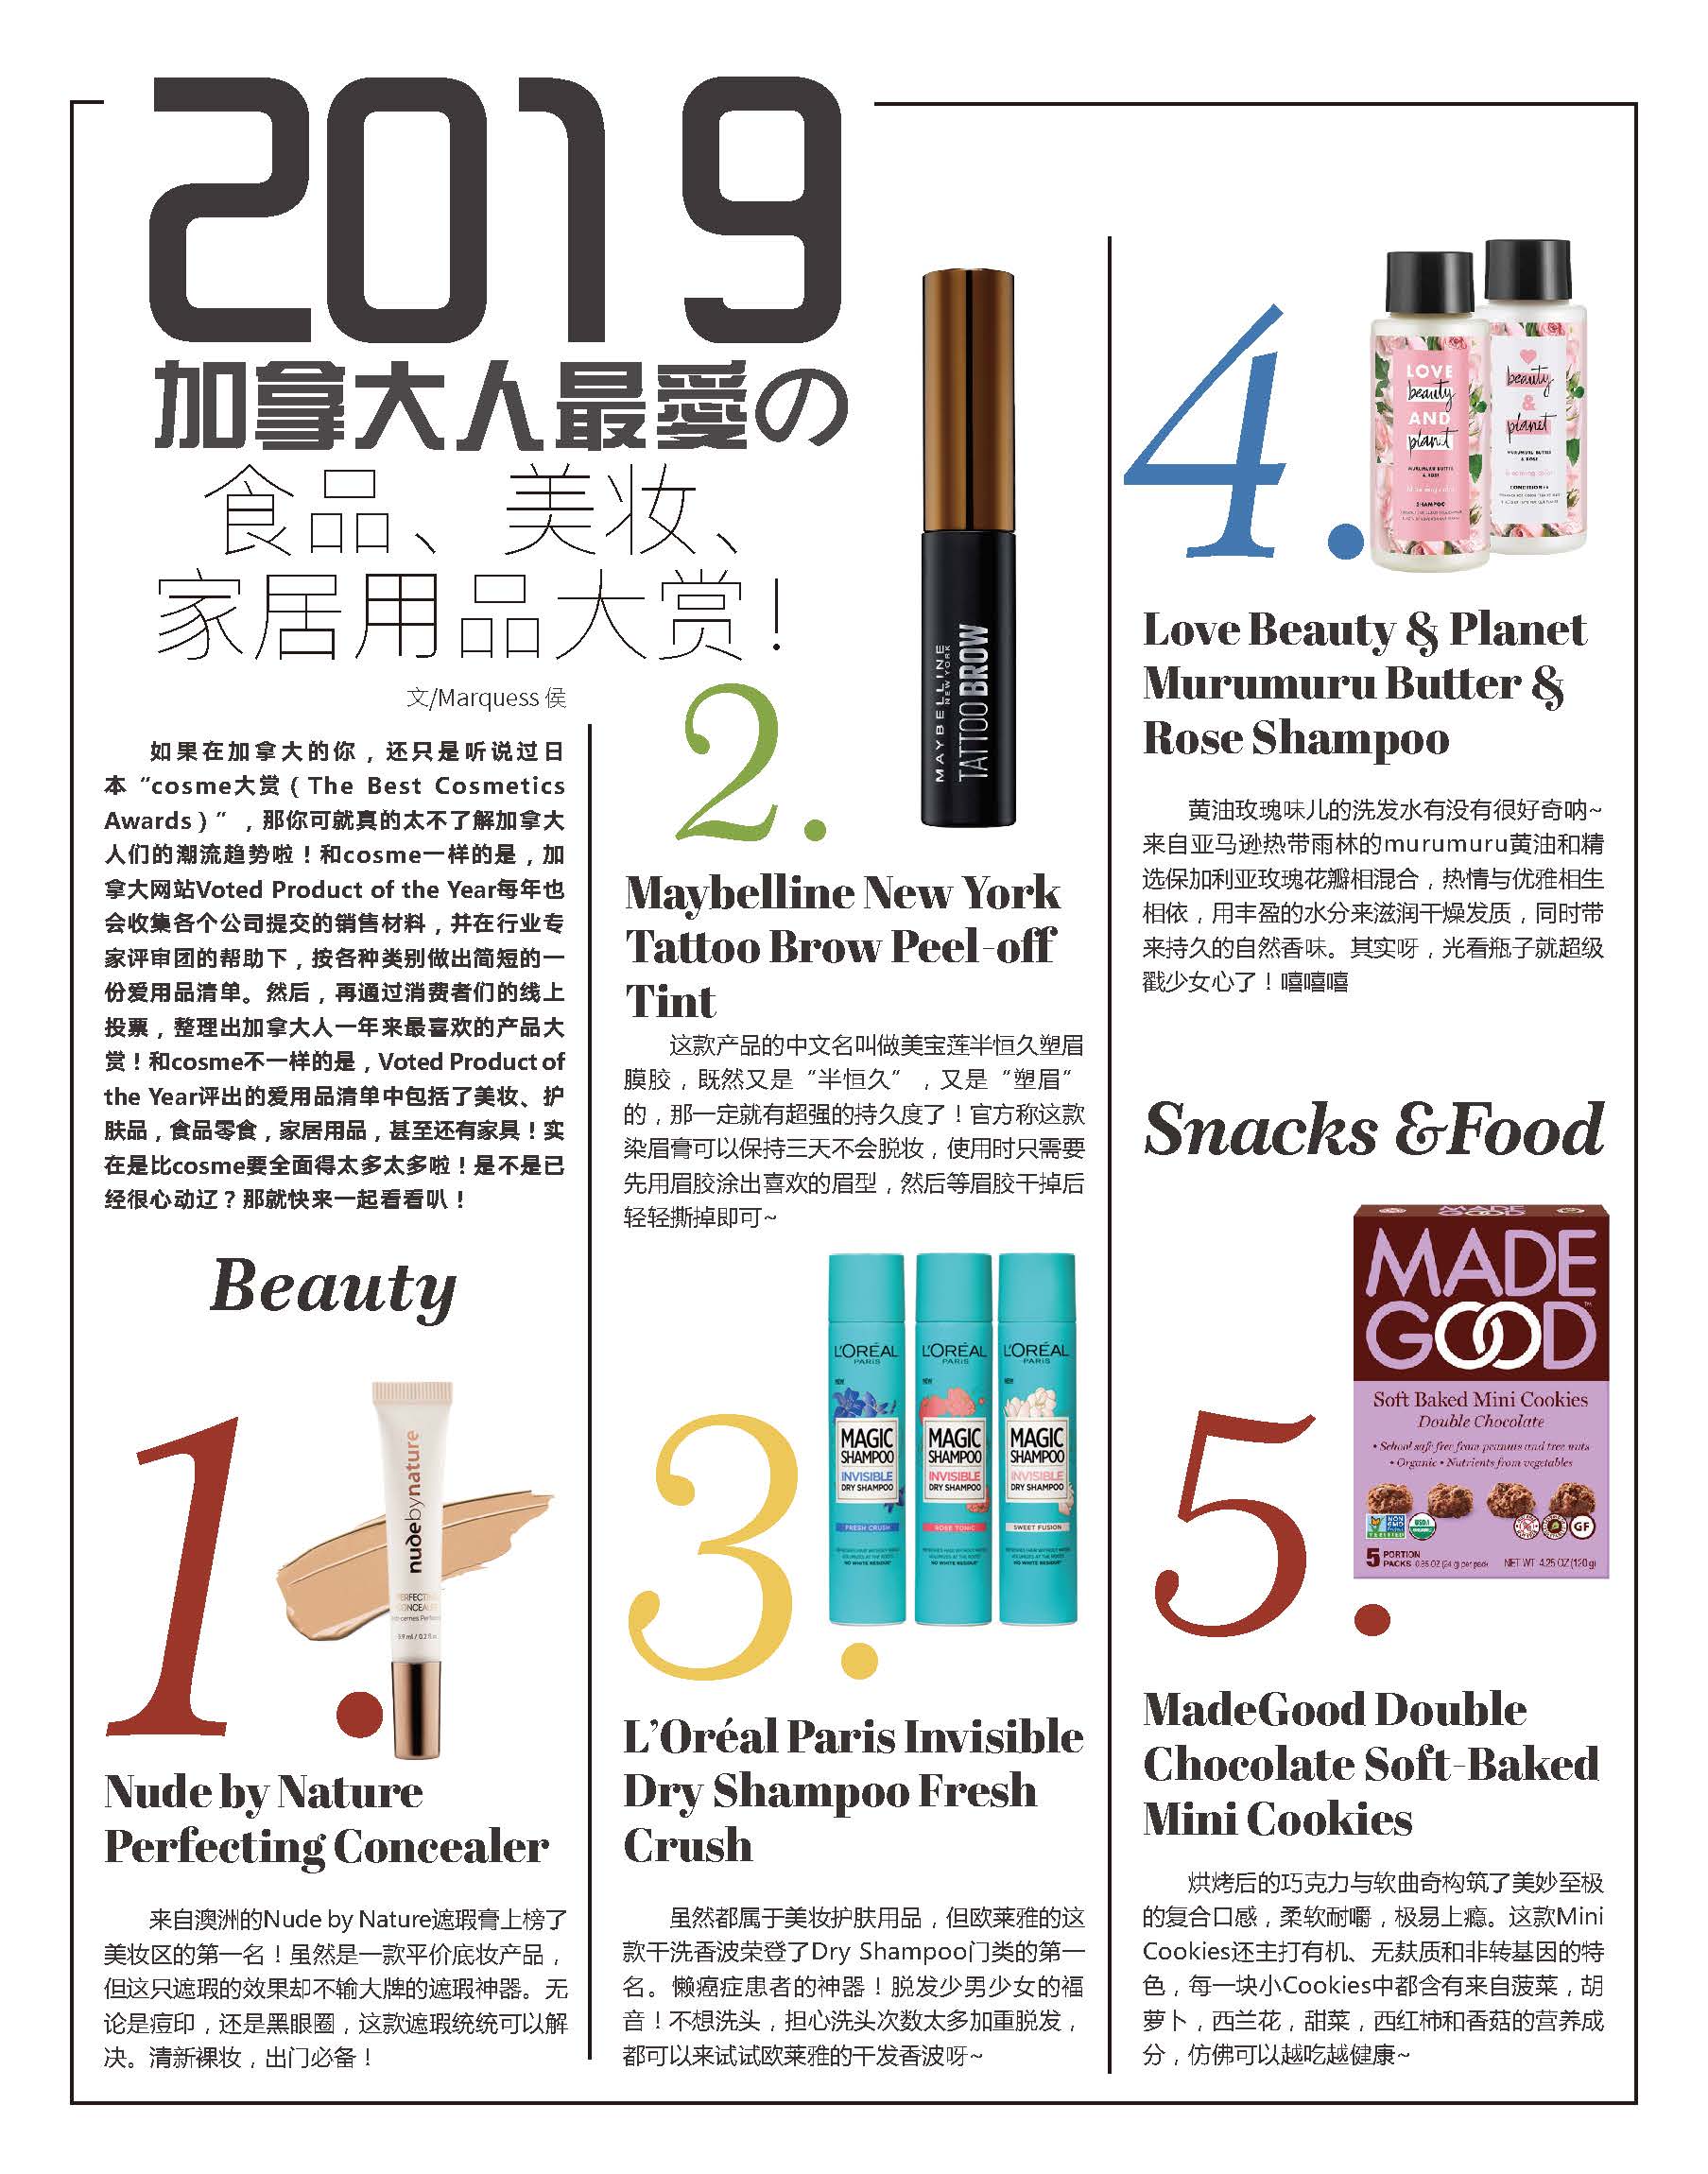 2019
加拿大人最愛の
食品、美妆、
家居用品大赏！
文/Marquess 侯
如果在加拿大的你，还只是听说过日
本“cosme大赏（The Best Cosmetics
Awards）”，那你可就真的太不了解加拿大
人们的潮流趋势啦！和cosme一样的是，加
拿大网站Voted Product of the Year每年也
会收集各个公司提交的销售材料，并在行业专
家评审团的帮助下，按各种类别做出简短的一
份爱用品清单。然后，再通过消费者们的线上
投票，整理出加拿大人一年来最喜欢的产品大
赏！和cosme不一样的是，Voted Product of
the Year评出的爱用品清单中包括了美妆、护
肤品，食品零食，家居用品，甚至还有家具！实
在是比cosme要全面得太多太多啦！是不是已
经很心动辽？那就快来一起看看叭！
Beauty
1.
nudebynature
Nude by Nature
Perfecting Concealer
来自澳洲的Nude by Nature遮瑕膏上榜了
美妆区的第一名！虽然是一款平价底妆产品，
但这只遮瑕的效果却不输大牌的遮瑕神器。无
论是痘印，还是黑眼圈，这款遮瑕统统可以解
决。清新裸妆，出门必备！
2.
MAYBELLINE
NEW YORK
TATTOO BROW
Maybelline New York
Tattoo Brow Peel-off
Tint
这款产品的中文名叫做美宝莲半恒久塑眉
膜胶，既然又是“半恒久”，又是“塑眉”
的，那一定就有超强的持久度了！官方称这款
染眉膏可以保持三天不会脱妆，使用时只需要
先用眉胶涂出喜欢的眉型，然后等眉胶干掉后
轻轻撕掉即可~
3.
L'ORÉAL
PARIS
NEW
MAGIC
SHAMPOO
INVISIBLE
DRY SHAMPOO
FRESH CRUSH
L'ORÉAL
PARIS
NEW
MAGIC
SHAMPOO
INVISIBLE
DRY SHAMPOO
ROSE TONIC
L'ORÉAL
PARIS
NEW
MAGIC
SHAMPOO
INVISIBLE
DRY SHAMPOO
SWEET FUSION
L’Oréal Paris Invisible
Dry Shampoo Fresh
Crush
虽然都属于美妆护肤用品，但欧莱雅的这
款干洗香波荣登了Dry Shampoo门类的第一
名。懒癌症患者的神器！脱发少男少女的福
音！不想洗头，担心洗头次数太多加重脱发，
都可以来试试欧莱雅的干发香波呀~
4.
LOVE
beauty
AND
planet
MURUMURU BUTTER
& ROSE
SHAMPOO
beauty
&
planet
MURUMURU BUTTER
& ROSE
CONDITIONER
Love Beauty & Planet
Murumuru Butter &
Rose Shampoo
黄油玫瑰味儿的洗发水有没有很好奇呐~
来自亚马逊热带雨林的murumuru黄油和精
选保加利亚玫瑰花瓣相混合，热情与优雅相生
相依，用丰盈的水分来滋润干燥发质，同时带
来持久的自然香味。其实呀，光看瓶子就超级
戳少女心了！嘻嘻嘻
Snacks &Food
5.
MADE GOOD
MADE
GOOD
Soft Baked Mini Cookies
Double Chocolate
• School safe free from peanuts and tree nuts
• Organic • Nutrients from vegetables
GF
5 PORTION
PACKS 0.85 OZ (24 g) per pack
NET WT 4.25 OZ (120 g)
MadeGood Double
Chocolate Soft-Baked
Mini Cookies
烘烤后的巧克力与软曲奇构筑了美妙至极
的复合口感，柔软耐嚼，极易上瘾。这款Mini
Cookies还主打有机、无麸质和非转基因的特
色，每一块小Cookies中都含有来自菠菜，胡
萝卜，西兰花，甜菜，西红柿和香菇的营养成
分，仿佛可以越吃越健康~